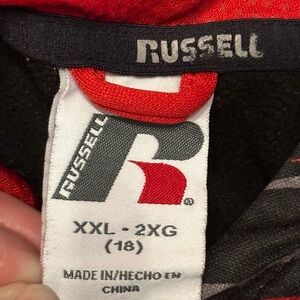 RUSSELL
RUSSELL
R
®
XXL • 2XG
(18)
MADE IN/HECHO EN
CHINA